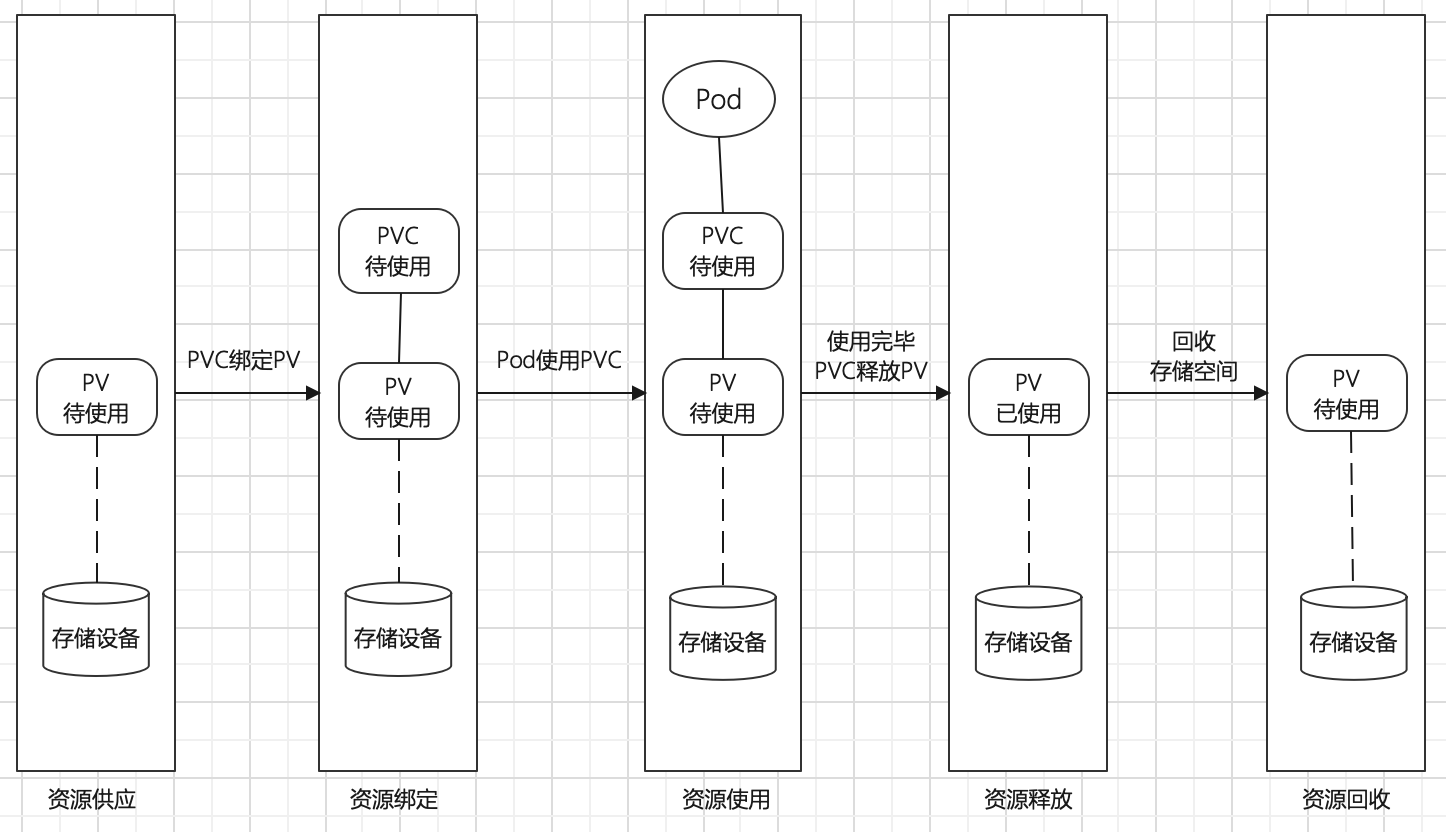 PV
待使用
存储设备
资源供应
PVC绑定PV
PVC
待使用
PV
待使用
存储设备
资源绑定
Pod使用PVC
Pod
PVC
待使用
PV
待使用
存储设备
资源使用
使用完毕
PVC释放PV
PV
已使用
存储设备
资源释放
回收
存储空间
PV
待使用
存储设备
资源回收